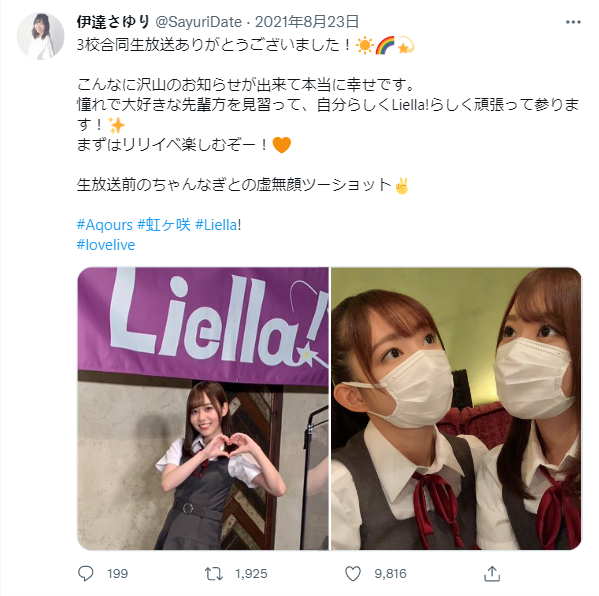 伊達さゆり @SayuriDate · 2021年8月23日
3校合同生放送ありがとうございました！☀️🌈💫
こんなに沢山のお知らせが出来て本当に幸せです。
憧れで大好きな先輩方を見習って、自分らしくLiella!らしく頑張って参りま
す！✨
まずはリリイベ楽しむぞー！🧡
生放送前のちゃんなぎとの虚無顔ツーショット✌️
#Aqours #虹ヶ咲 #Liella!
#lovelive
Liella!
199 1,925 9,816